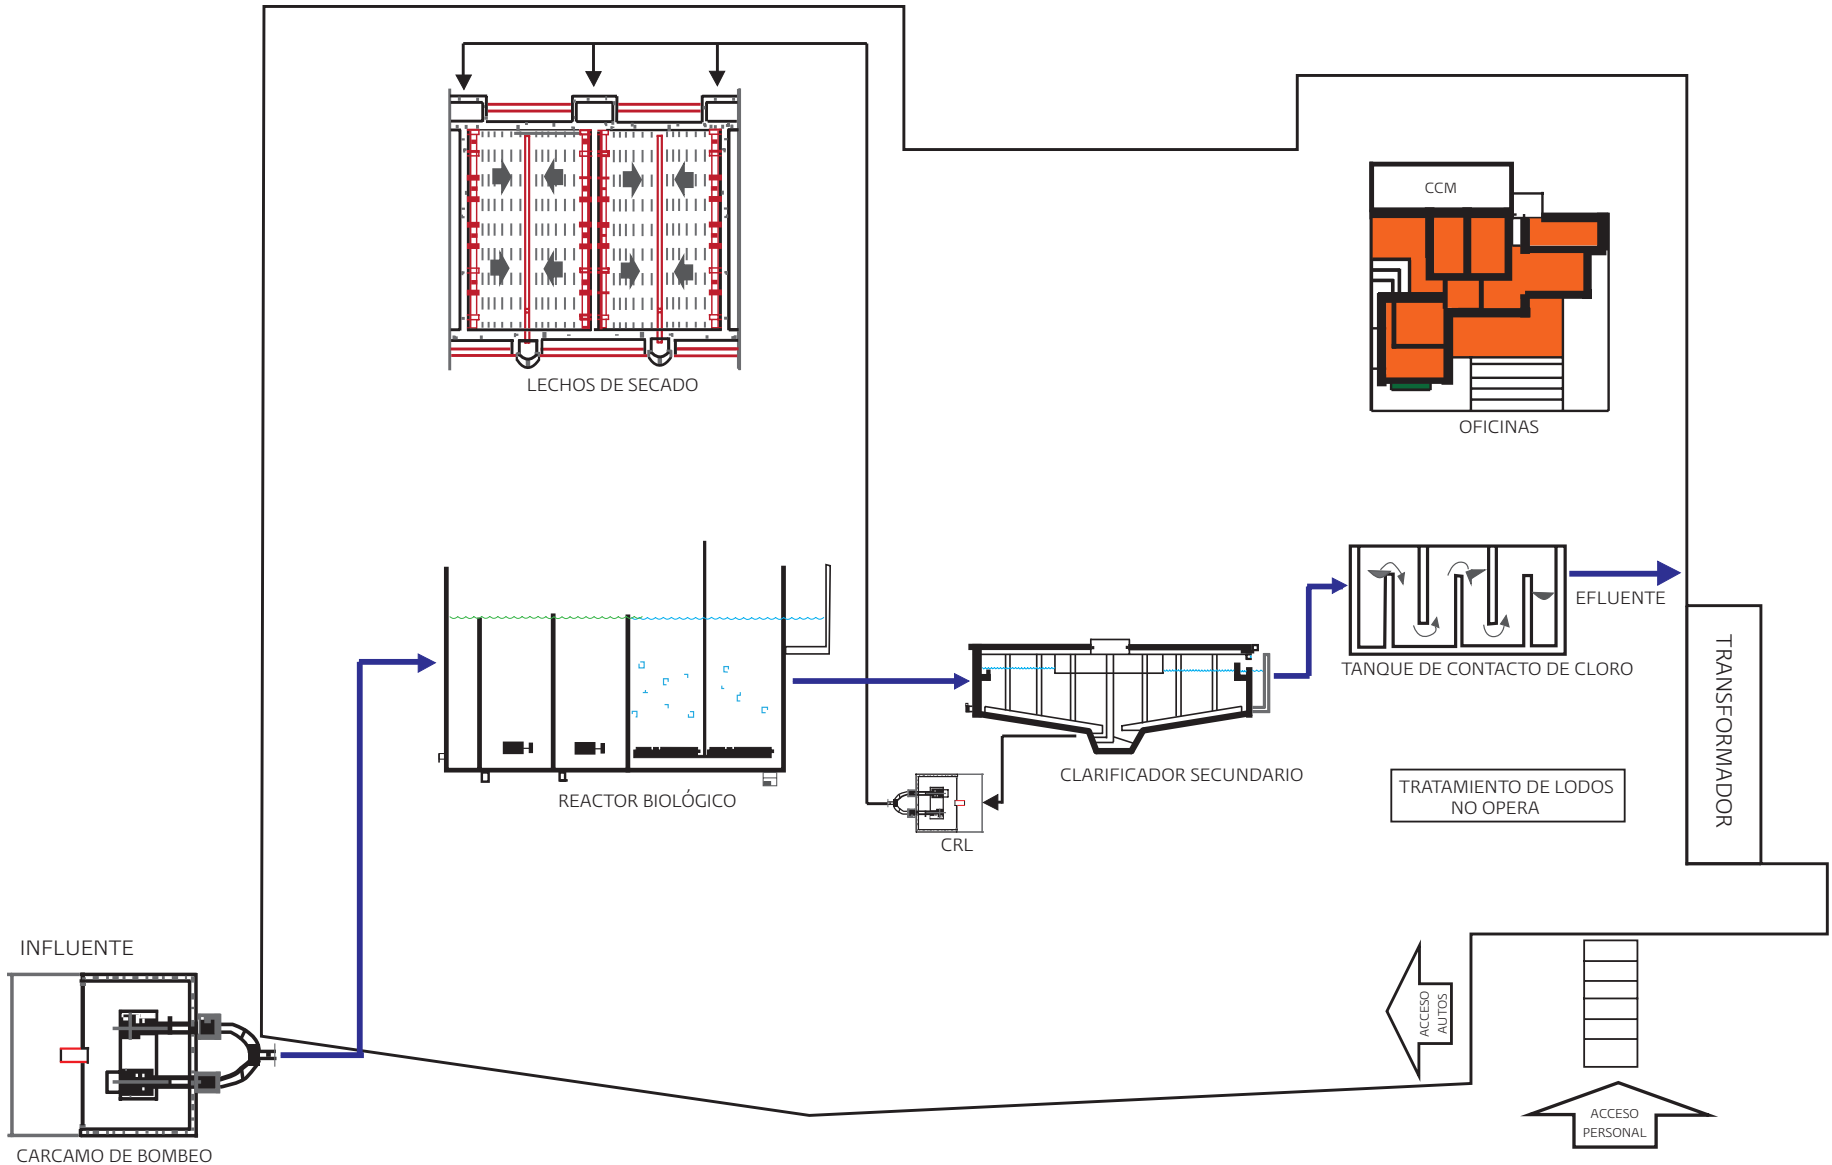 LECHOS DE SECADO
CCM
OFICINAS
EFLUENTE
TANQUE DE CONTACTO DE CLORO
TRANSFORMADOR
CLARIFICADOR SECUNDARIO
REACTOR BIOLÓGICO
TRATAMIENTO DE LODOS
NO OPERA
CRL
INFLUENTE
CARCAMO DE BOMBEO
ACCESO
AUTOS
ACCESO
PERSONAL